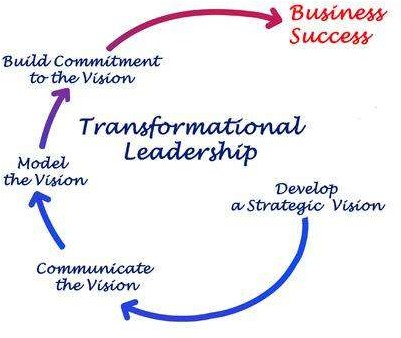 Business
Success
Build Commitment
to the Vision
Transformational
Leadership
Model
the Vision
Develop
a Strategic Vision
Communicate
the Vision